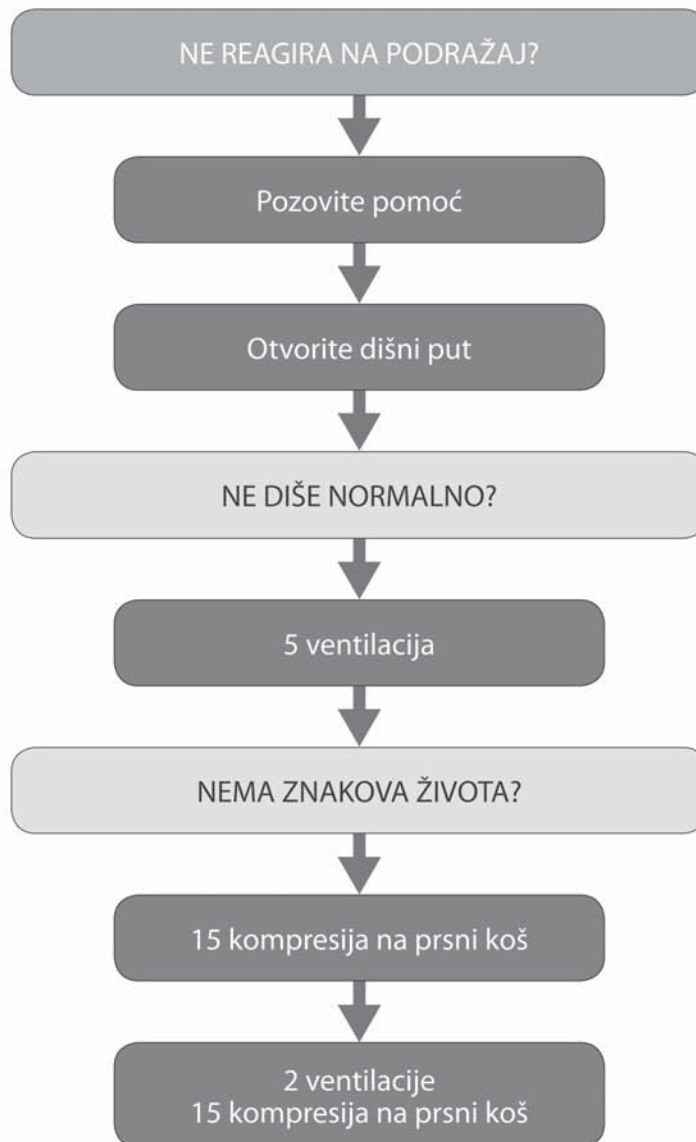 NE REAGIRA NA PODRAŽAJ?
Pozovite pomoć
Otvorite dišni put
NE DIŠE NORMALNO?
5 ventilacija
NEMA ZNAKOVA ŽIVOTA?
15 kompresija na prsni koš
2 ventilacije
15 kompresija na prsni koš